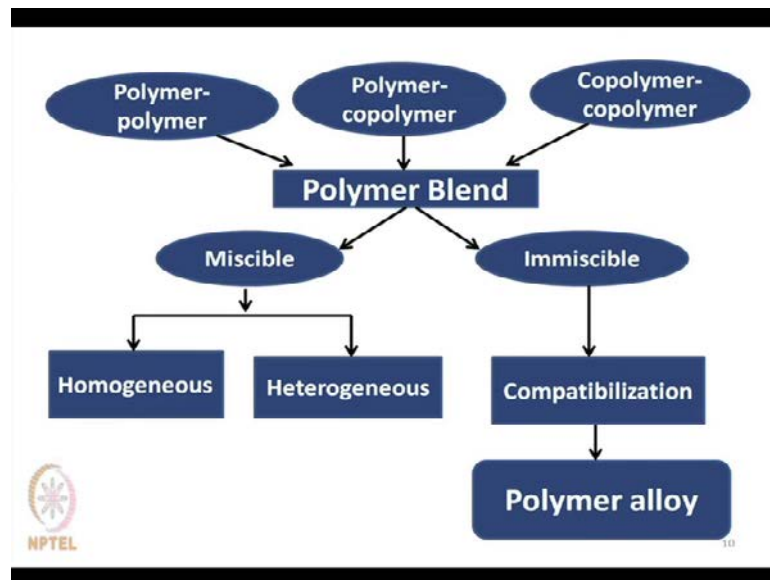 Polymer-
polymer
Polymer-
copolymer
Copolymer-
copolymer
Polymer Blend
Miscible
Immiscible
Homogeneous
Heterogeneous
Compatibilization
Polymer alloy
NPTEL
10